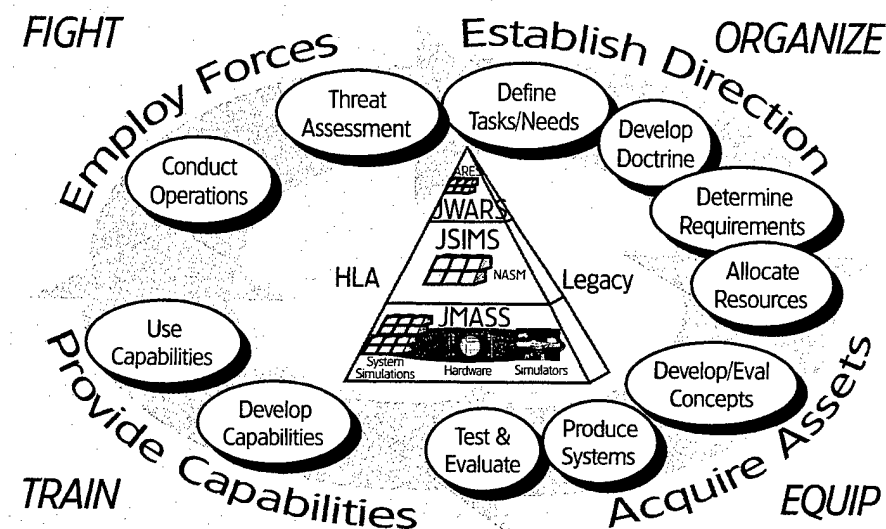 FIGHT
ORGANIZE
Employ Forces
Establish Direction
Threat
Assessment
Define
Tasks/Needs
Develop
Doctrine
Conduct
Operations
Determine
Requirements
Allocate
Resources
ARES
JWARS
JSIMS
NASM
HLA
Legacy
JMASS
System
Simulations
Hardware
Simulators
Use
Capabilities
Develop
Capabilities
Test &
Evaluate
Produce
Systems
Develop/Eval
Concepts
Provide Capabilities
Acquire Assets
TRAIN
EQUIP